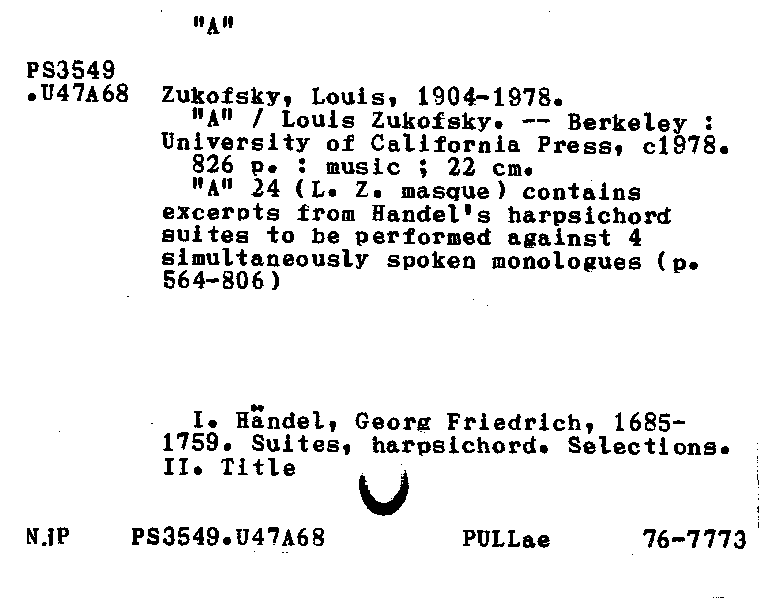 "A"
PS3549
.U47A68 Zukofsky, Louis, 1904-1978.
"A" / Louis Zukofsky. -- Berkeley :
University of California Press, c1978.
826 p. : music ; 22 cm.
"A" 24 (L. Z. masque) contains
excerpts from Handel's harpsichord
suites to be performed against 4
simultaneously spoken monologues (p.
564-806)
I. Händel, Georg Friedrich, 1685-
1759. Suites, harpsichord. Selections.
II. Title
NjP PS3549.U47A68 PULLae 76-7773